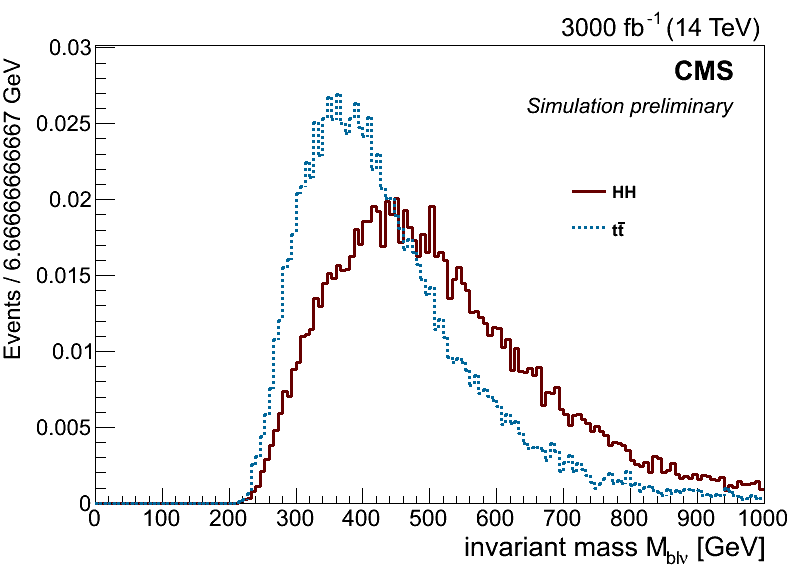 3000 fb⁻¹ (14 TeV)
CMS
Simulation preliminary
HH
tt̄
Events / 6.66666666667 GeV
0.03
0.025
0.02
0.015
0.01
0.005
0
0 100 200 300 400 500 600 700 800 900 1000
invariant mass M_blν [GeV]